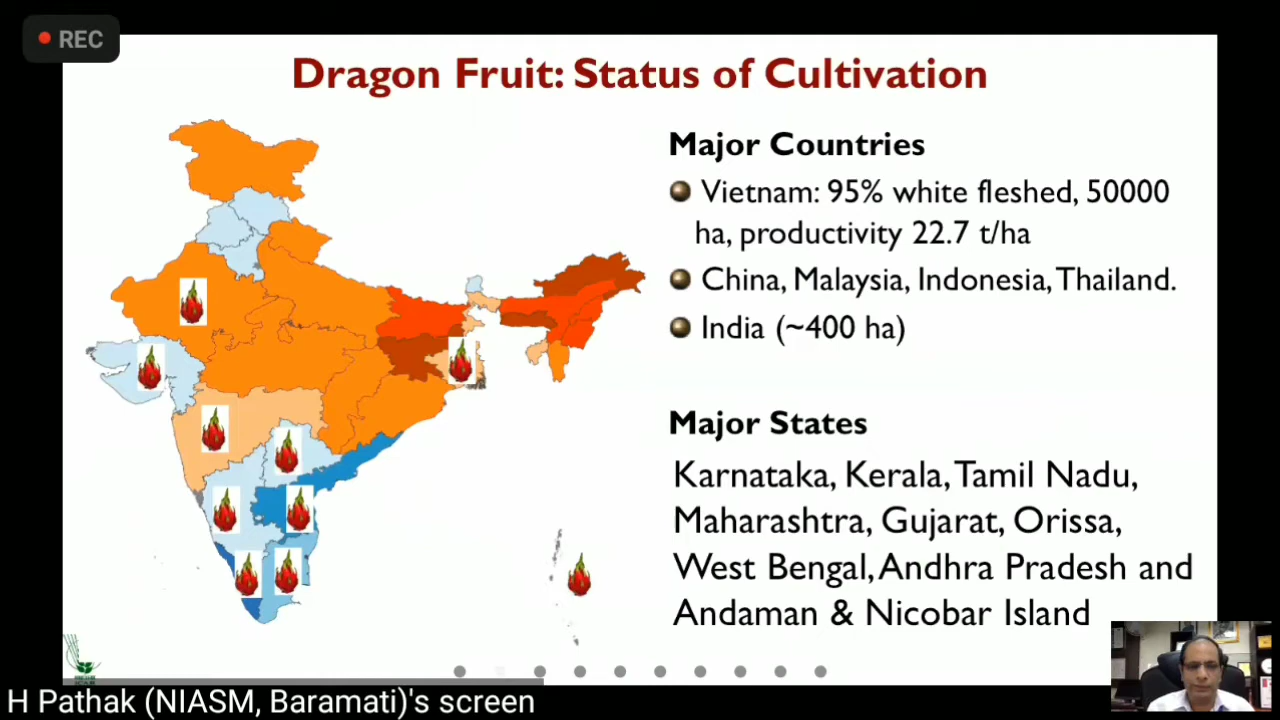 REC
Dragon Fruit: Status of Cultivation
Major Countries
Vietnam: 95% white fleshed, 50000
ha, productivity 22.7 t/ha
China, Malaysia, Indonesia, Thailand.
India (~400 ha)
Major States
Karnataka, Kerala, Tamil Nadu,
Maharashtra, Gujarat, Orissa,
West Bengal, Andhra Pradesh and
Andaman & Nicobar Island
H Pathak (NIASM, Baramati)'s screen